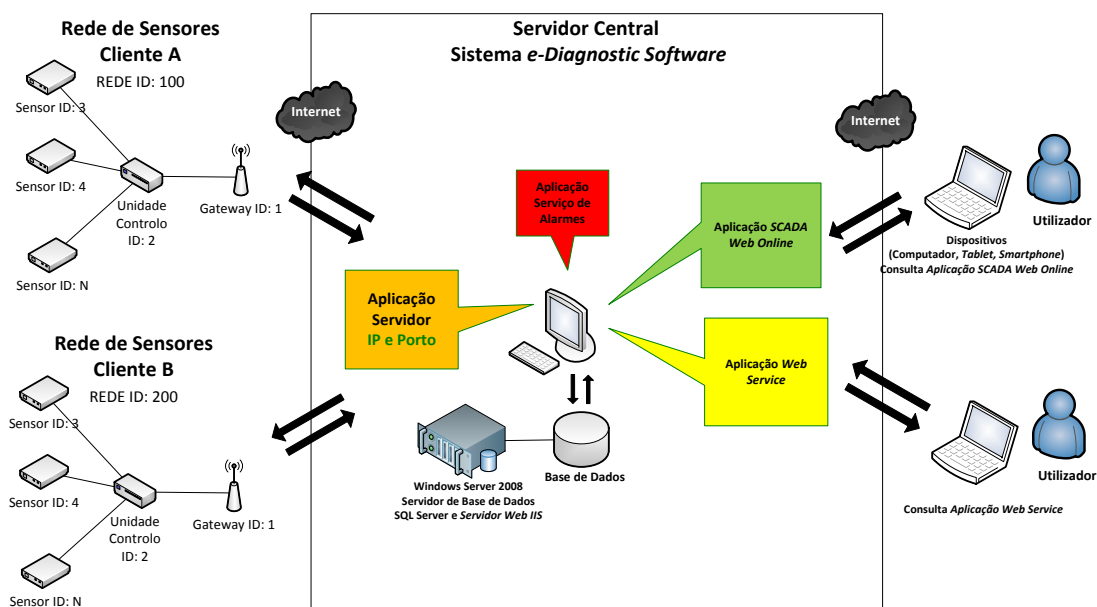 Rede de Sensores
Cliente A
REDE ID: 100
Sensor ID: 3
Sensor ID: 4
Unidade
Controlo
ID: 2
Gateway ID: 1
Sensor ID: N
Rede de Sensores
Cliente B
REDE ID: 200
Sensor ID: 3
Sensor ID: 4
Unidade
Controlo
ID: 2
Gateway ID: 1
Sensor ID: N
Servidor Central
Sistema e-Diagnostic Software
Internet
Internet
Aplicação
Serviço de
Alarmes
Aplicação SCADA
Web Online
Aplicação
Servidor
IP e Porto
Aplicação Web
Service
Base de Dados
Windows Server 2008
Servidor de Base de Dados
SQL Server e Servidor Web IIS
Utilizador
Dispositivos
(Computador, Tablet, Smartphone)
Consulta Aplicação SCADA Web Online
Utilizador
Consulta Aplicação Web Service